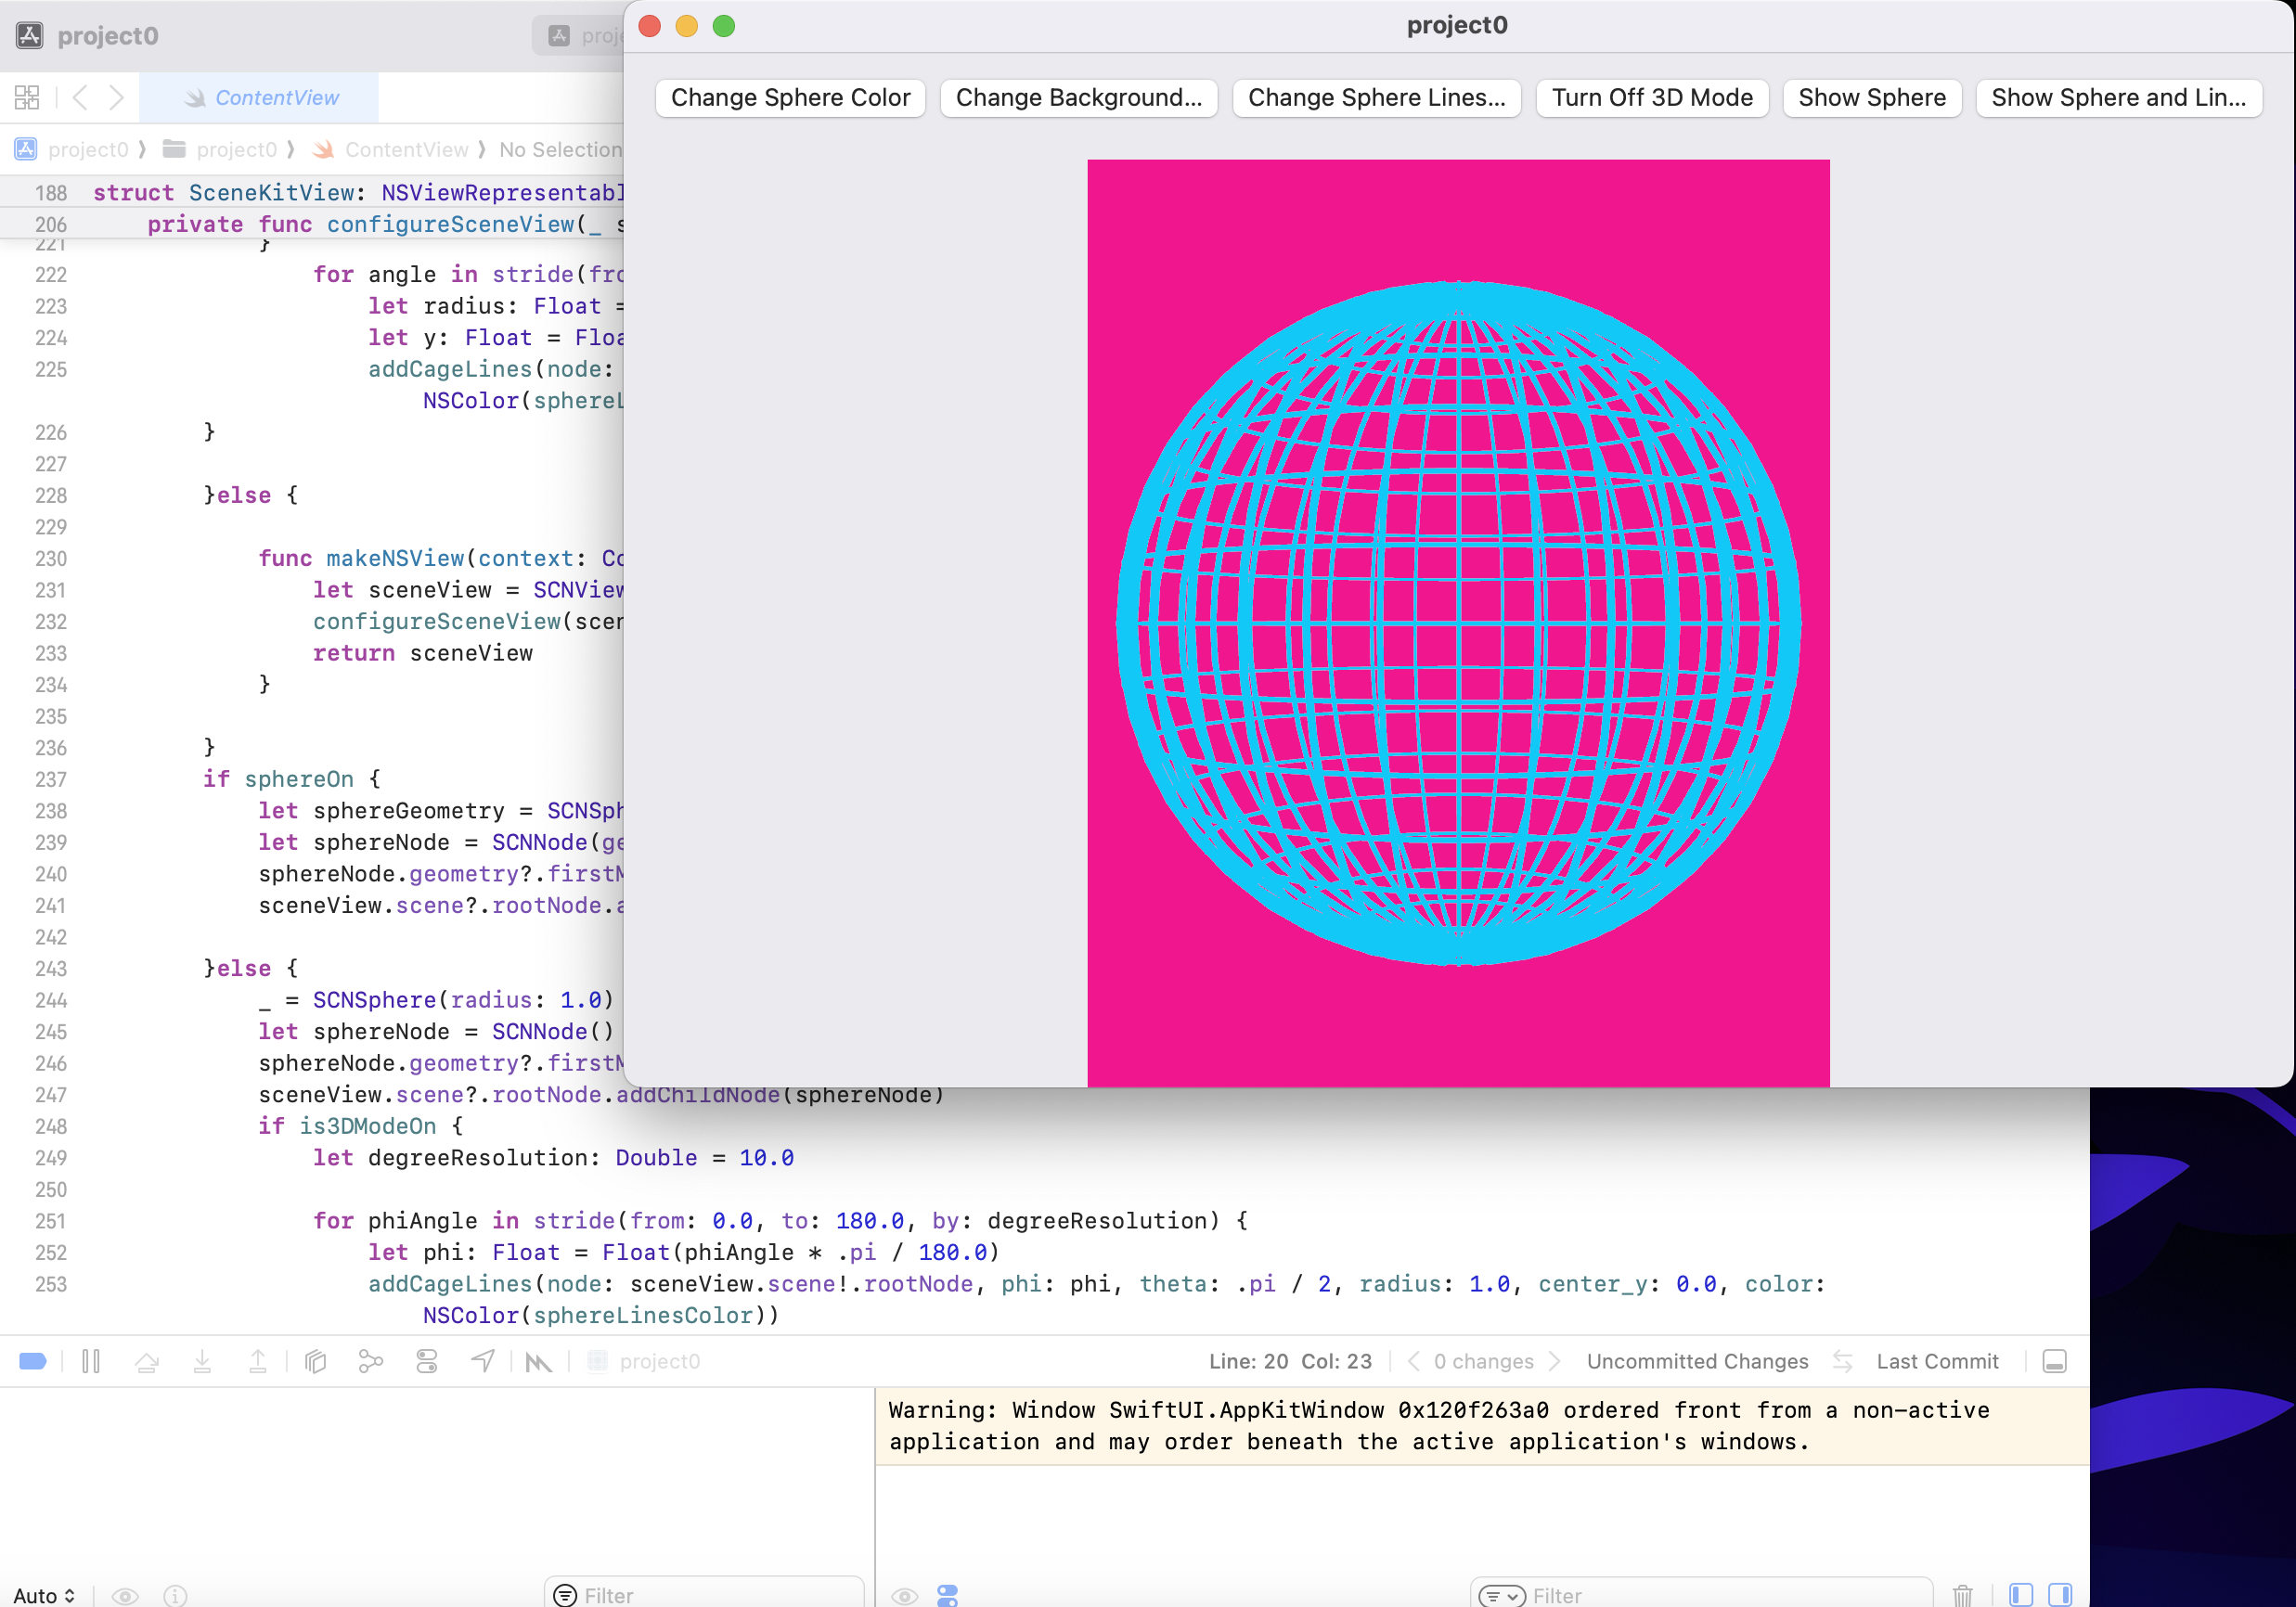 project0
proje
project0
Change Sphere Color
Change Background...
Change Sphere Lines...
Turn Off 3D Mode
Show Sphere
Show Sphere and Lin...
ContentView
project0 ⟩ project0 ⟩ ContentView ⟩ No Selection
188 struct SceneKitView: NSViewRepresentabl
206 private func configureSceneView(_ s
221 }
222 for angle in stride(fro
223 let radius: Float =
224 let y: Float = Floa
225 addCageLines(node:
NSColor(sphereL
226 }
227
228 }else {
229
230 func makeNSView(context: Co
231 let sceneView = SCNView
232 configureSceneView(scen
233 return sceneView
234 }
235
236 }
237 if sphereOn {
238 let sphereGeometry = SCNSph
239 let sphereNode = SCNNode(ge
240 sphereNode.geometry?.firstM
241 sceneView.scene?.rootNode.a
242
243 }else {
244 _ = SCNSphere(radius: 1.0)
245 let sphereNode = SCNNode()
246 sphereNode.geometry?.firstM
247 sceneView.scene?.rootNode.addChildNode(sphereNode)
248 if is3DModeOn {
249 let degreeResolution: Double = 10.0
250
251 for phiAngle in stride(from: 0.0, to: 180.0, by: degreeResolution) {
252 let phi: Float = Float(phiAngle * .pi / 180.0)
253 addCageLines(node: sceneView.scene!.rootNode, phi: phi, theta: .pi / 2, radius: 1.0, center_y: 0.0, color:
NSColor(sphereLinesColor))
project0
Line: 20 Col: 23
0 changes
Uncommitted Changes
Last Commit
Warning: Window SwiftUI.AppKitWindow 0x120f263a0 ordered front from a non-active
application and may order beneath the active application's windows.
Auto
Filter
Filter